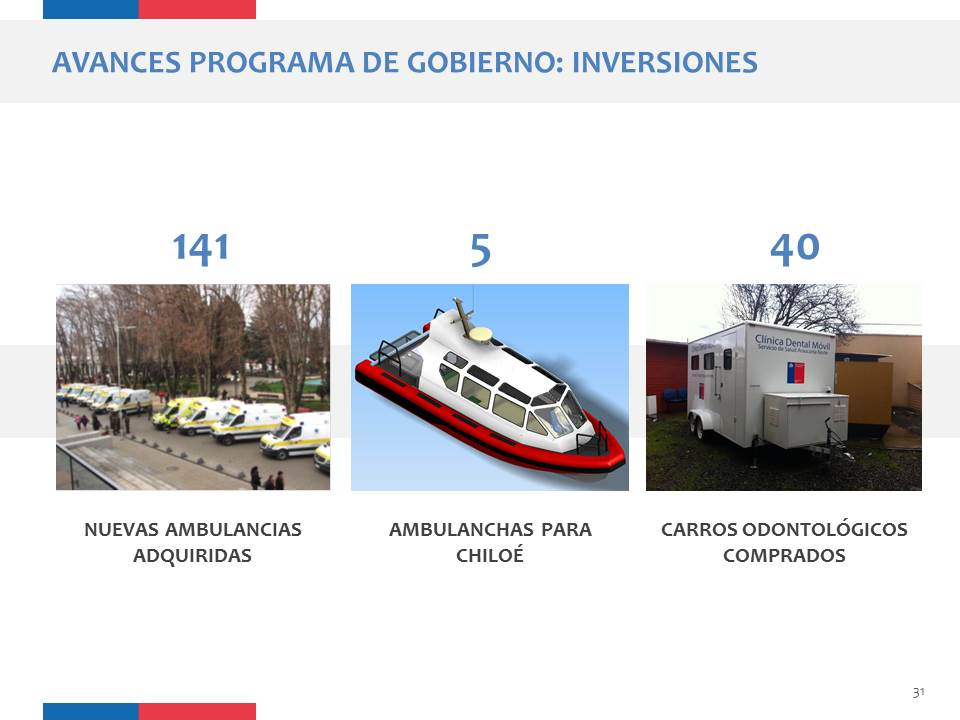 AVANCES PROGRAMA DE GOBIERNO: INVERSIONES
141
5
40
Clínica Dental Móvil
Servicio de Salud Araucanía Norte
NUEVAS AMBULANCIAS
ADQUIRIDAS
AMBULANCHAS PARA
CHILOÉ
CARROS ODONTOLÓGICOS
COMPRADOS
31